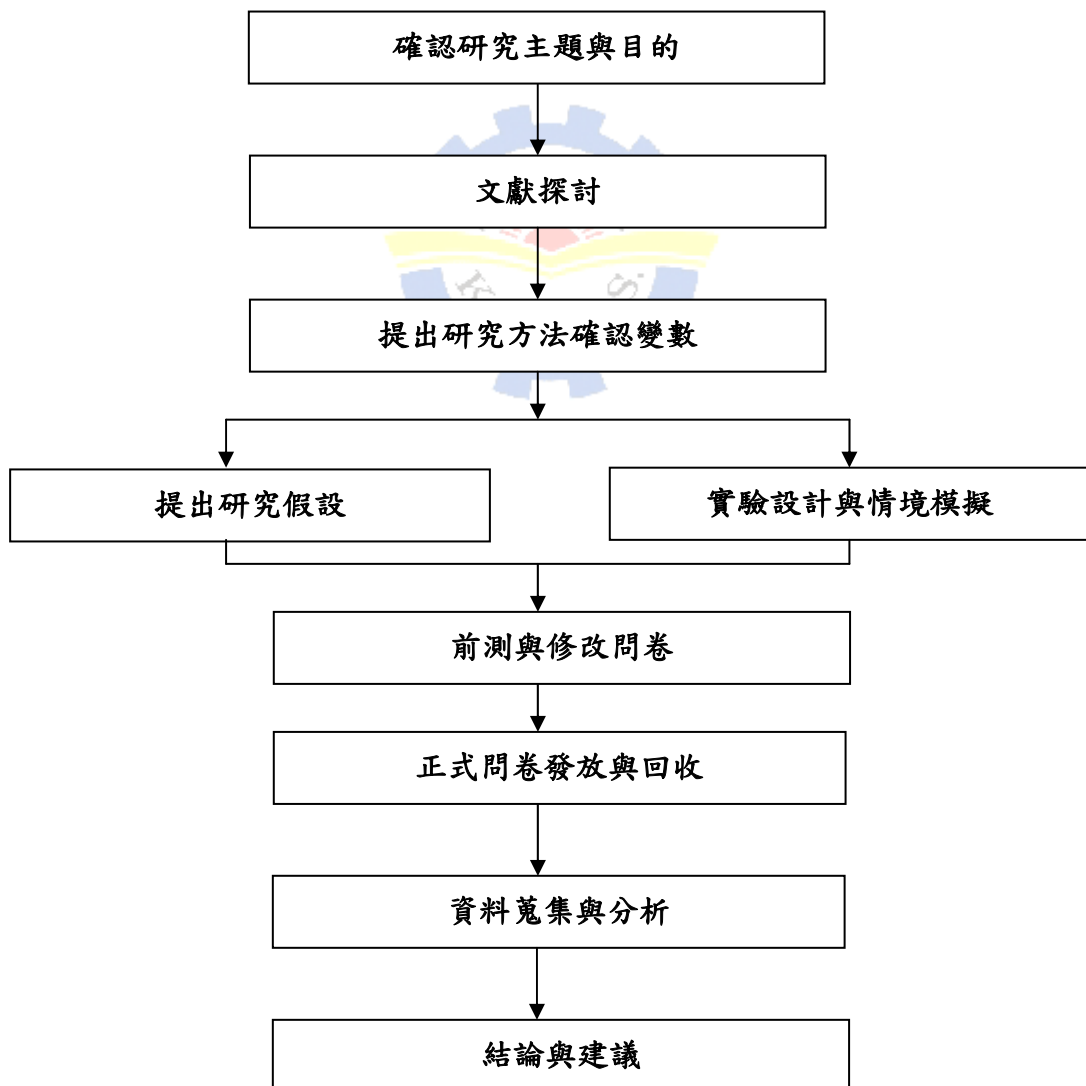 確認研究主題與目的
文獻探討
K S.
提出研究方法確認變數
提出研究假設
實驗設計與情境模擬
前測與修改問卷
正式問卷發放與回收
資料蒐集與分析
結論與建議